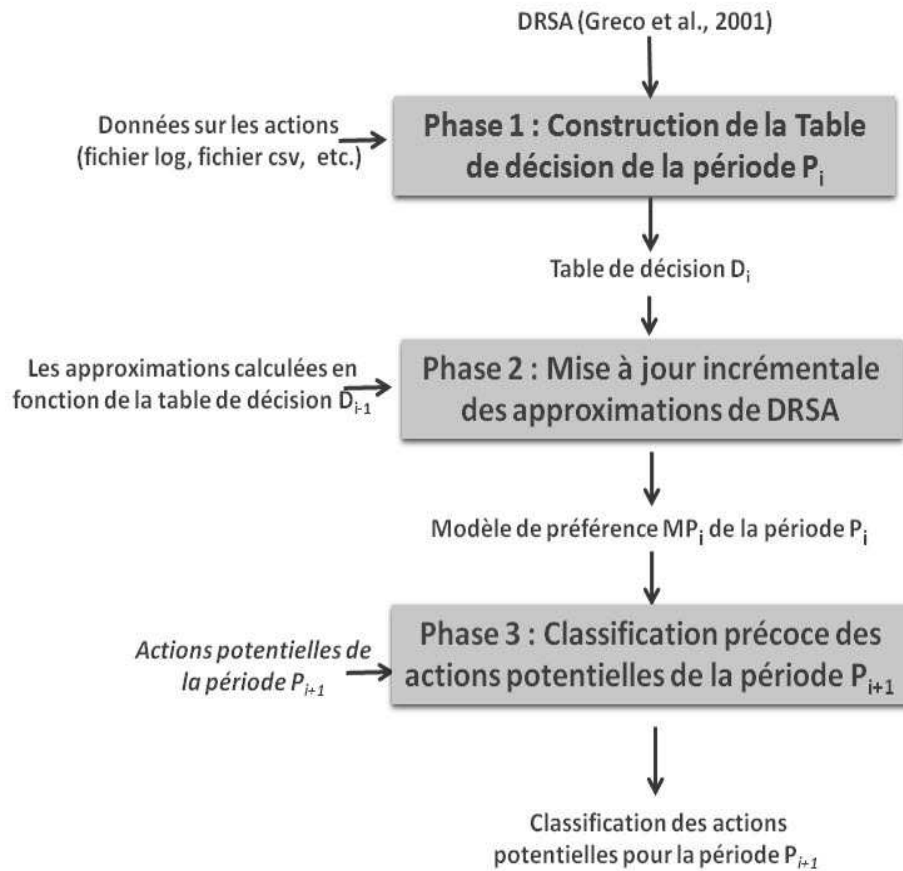 DRSA (Greco et al., 2001)
Données sur les actions
(fichier log, fichier csv, etc.)
Phase 1 : Construction de la Table
de décision de la période Pi
Table de décision Di
Les approximations calculées en
fonction de la table de décision Di-1
Phase 2 : Mise à jour incrémentale
des approximations de DRSA
Modèle de préférence MPi de la période Pi
Actions potentielles de
la période Pi+1
Phase 3 : Classification précoce des
actions potentielles de la période Pi+1
Classification des actions
potentielles pour la période Pi+1